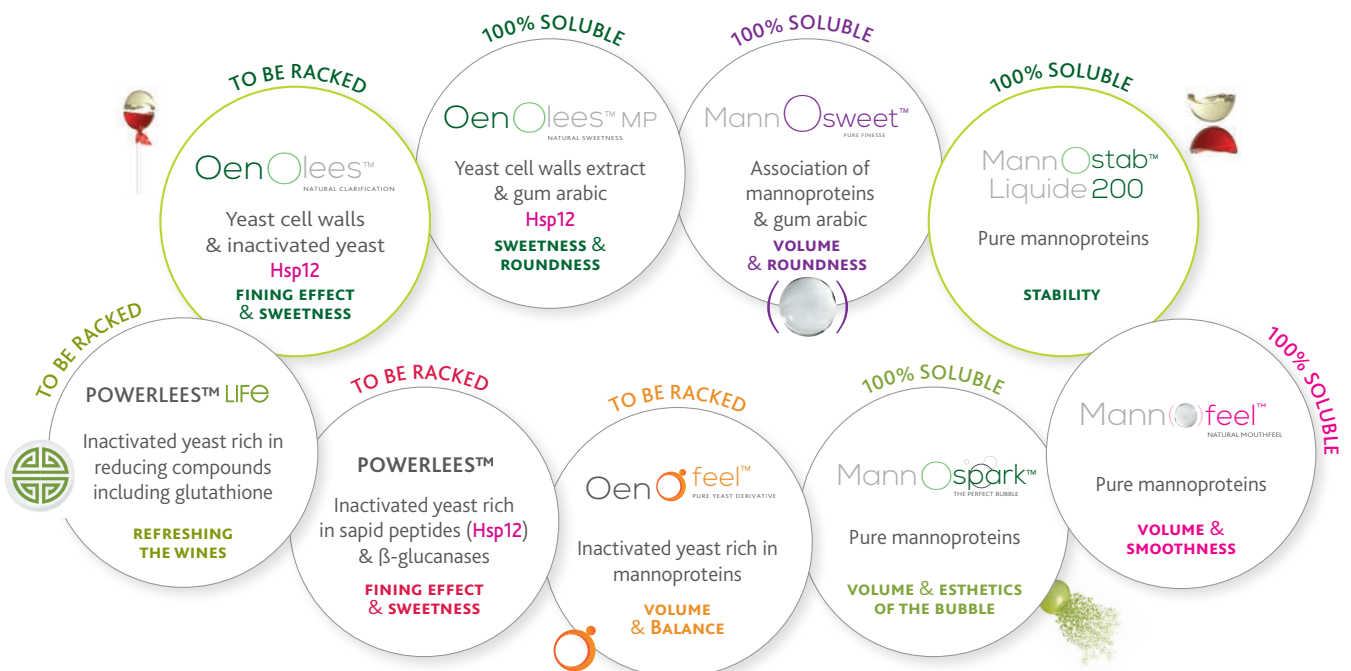 TO BE RACKED
OenOlees™
NATURAL CLARIFICATION
Yeast cell walls
& inactivated yeast
Hsp12
FINING EFFECT
& SWEETNESS
100% SOLUBLE
OenOlees™ MP
NATURAL SWEETNESS
Yeast cell walls extract
& gum arabic
Hsp12
SWEETNESS &
ROUNDNESS
100% SOLUBLE
MannOsweet™
PURE FINESSE
Association of
mannoproteins
& gum arabic
VOLUME
& ROUNDNESS
100% SOLUBLE
MannOstab™
Liquide 200
Pure mannoproteins
STABILITY
TO BE RACKED
POWERLEES™ LIFE
Inactivated yeast rich in
reducing compounds
including glutathione
REFRESHING
THE WINES
TO BE RACKED
POWERLEES™
Inactivated yeast rich
in sapid peptides (Hsp12)
& ß-glucanases
FINING EFFECT
& SWEETNESS
TO BE RACKED
OenOfeel™
PURE YEAST DERIVATIVE
Inactivated yeast rich in
mannoproteins
VOLUME
& BALANCE
100% SOLUBLE
MannOspark™
THE PERFECT BUBBLE
Pure mannoproteins
VOLUME & ESTHETICS
OF THE BUBBLE
100% SOLUBLE
MannOfeel™
NATURAL MOUTHFEEL
Pure mannoproteins
VOLUME &
SMOOTHNESS